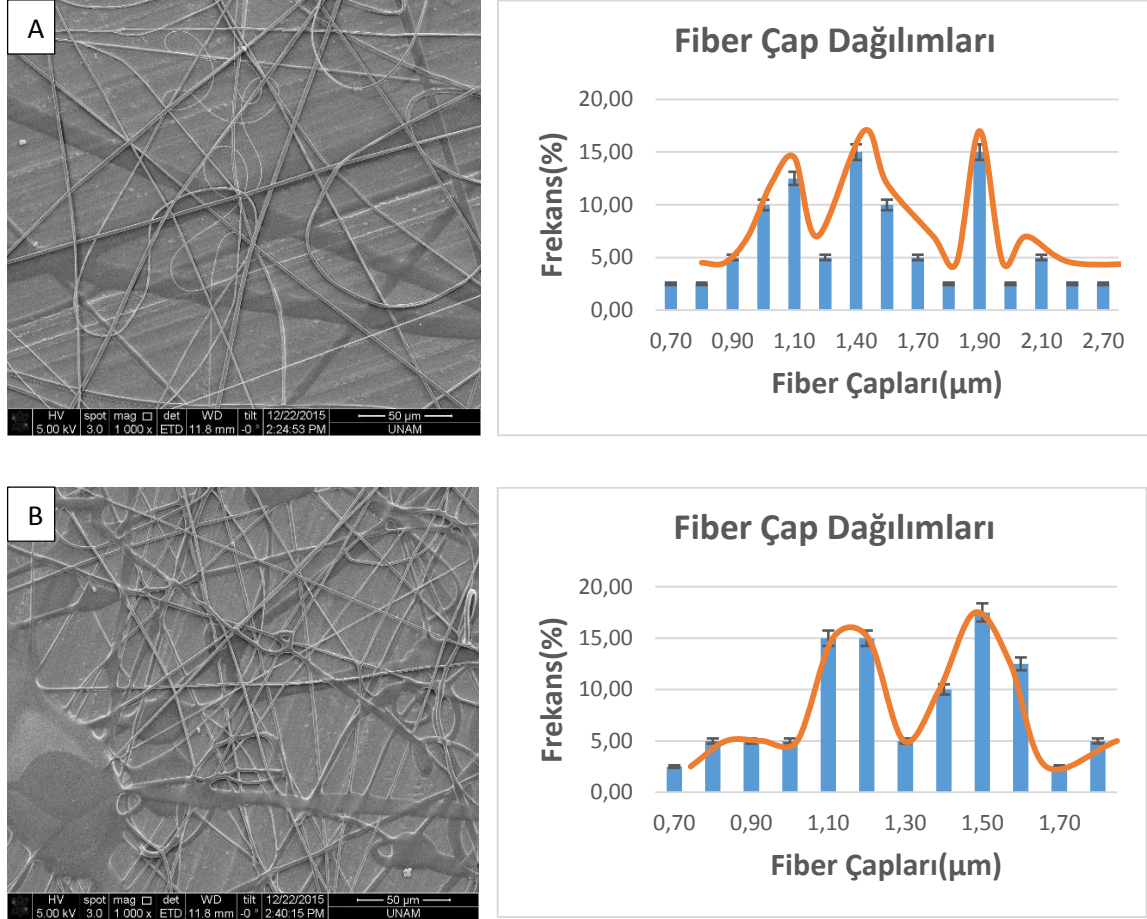 A
HV spot mag □ det WD tilt 12/22/2015 50 µm
5.00 kV 3.0 1 000 x ETD 11.8 mm -0 ° 2:24:53 PM UNAM
Fiber Çap Dağılımları
20,00
15,00
10,00
5,00
0,00
Frekans(%)
0,70 0,90 1,10 1,40 1,70 1,90 2,10 2,70
Fiber Çapları(µm)
B
HV spot mag □ det WD tilt 12/22/2015 50 µm
5.00 kV 3.0 1 000 x ETD 11.8 mm -0 ° 2:40:15 PM UNAM
Fiber Çap Dağılımları
20,00
15,00
10,00
5,00
0,00
Frekans(%)
0,70 0,90 1,10 1,30 1,50 1,70
Fiber Çapları(µm)